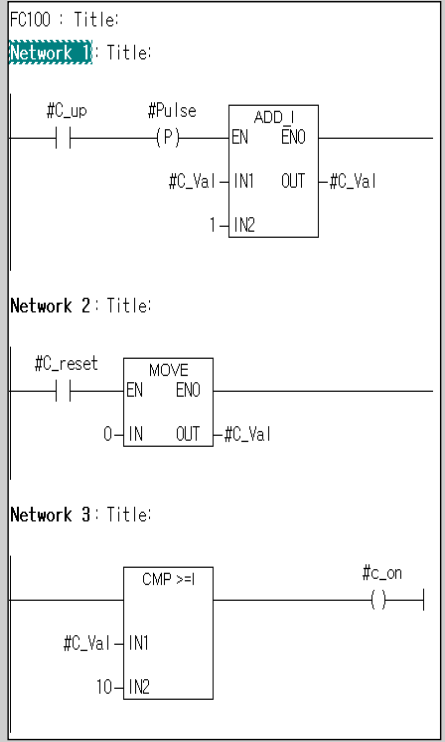 FC100 : Title:
Network 1: Title:
#C_up #Pulse
ADD_I
(P) EN ENO
#C_Val IN1 OUT #C_Val
1 IN2
Network 2: Title:
#C_reset
MOVE
EN ENO
0 IN OUT #C_Val
Network 3: Title:
#c_on
CMP >=I
( )
#C_Val IN1
10 IN2